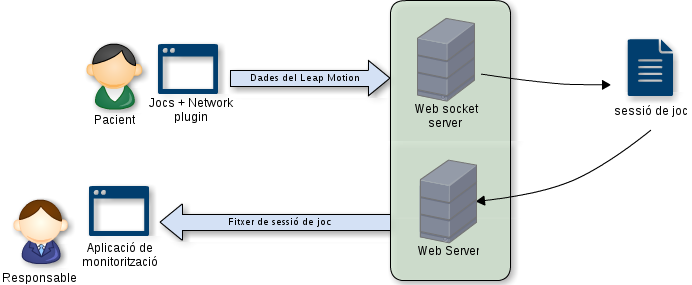 Dades del Leap Motion
Jocs + Network
plugin
Pacient
Web socket
server
sessió de joc
Fitxer de sessió de joc
Web Server
Aplicació de
monitorització
Responsable